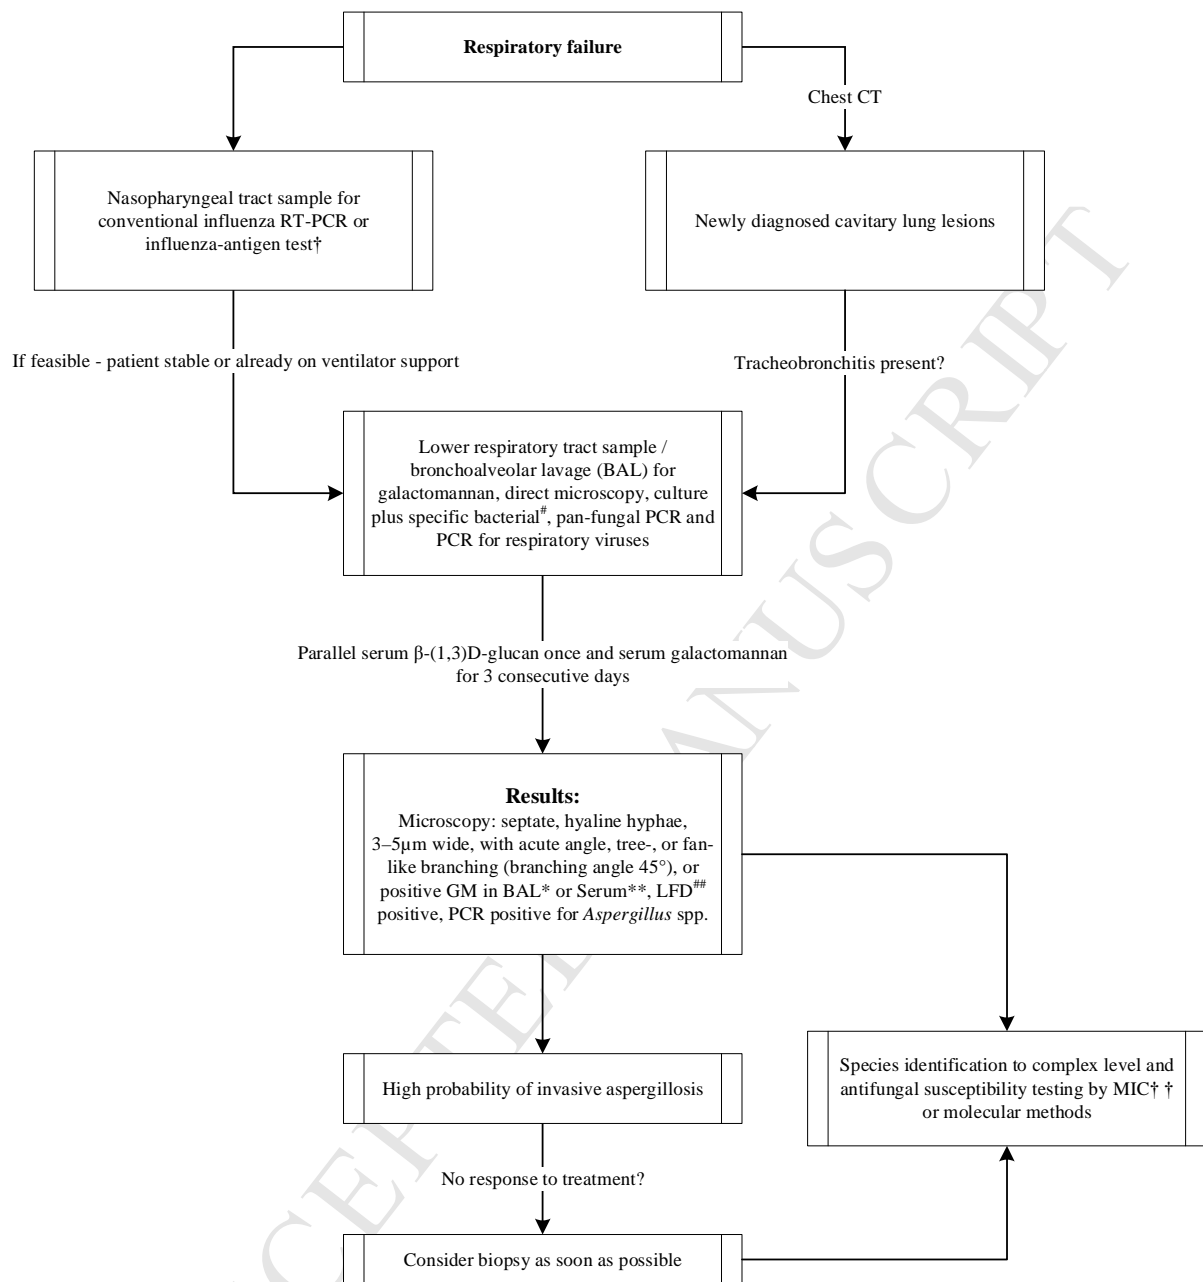 Respiratory failure
Chest CT
Nasopharyngeal tract sample for
conventional influenza RT-PCR or
influenza-antigen test†
Newly diagnosed cavitary lung lesions
If feasible - patient stable or already on ventilator support
Tracheobronchitis present?
Lower respiratory tract sample /
bronchoalveolar lavage (BAL) for
galactomannan, direct microscopy, culture
plus specific bacterial#, pan-fungal PCR and
PCR for respiratory viruses
Parallel serum β-(1,3)D-glucan once and serum galactomannan
for 3 consecutive days
Results:
Microscopy: septate, hyaline hyphae,
3–5µm wide, with acute angle, tree-, or fan-
like branching (branching angle 45°), or
positive GM in BAL* or Serum**, LFD##
positive, PCR positive for Aspergillus spp.
High probability of invasive aspergillosis
Species identification to complex level and
antifungal susceptibility testing by MIC† †
or molecular methods
No response to treatment?
Consider biopsy as soon as possible